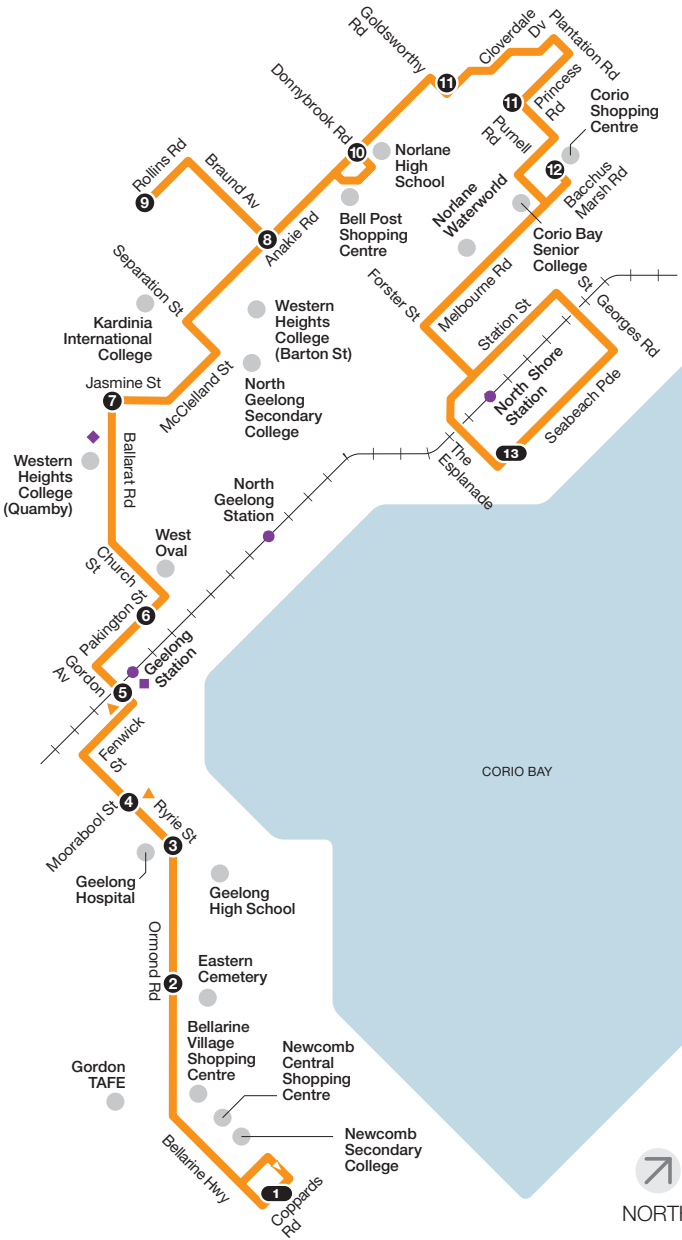 Goldsworthy
Rd
Cloverdale
Dv
Plantation Rd
11
Princess
Rd
11
Purnell
Rd
Corio
Shopping
Centre
Donnybrook Rd
10
Norlane
High
School
12
Bacchus
Marsh Rd
Rollins Rd
9
Braund Av
8
Anakie Rd
Bell Post
Shopping
Centre
Norlane
Waterworld
Corio Bay
Senior
College
Separation St
Kardinia
International
College
Western
Heights
College
(Barton St)
Forster St
Melbourne Rd
Station St
St
Georges Rd
North Shore
Station
Seabeach Pde
Jasmine St
7
McClelland St
North
Geelong
Secondary
College
13
The
Esplanade
Ballarat Rd
Western
Heights
College
(Quamby)
North
Geelong
Station
West
Oval
Church
St
Pakington St
6
Gordon
Av
Geelong
Station
5
Fenwick
St
CORIO BAY
Moorabool St
4
Ryrie St
3
Geelong
Hospital
Geelong
High School
Ormond Rd
2
Eastern
Cemetery
Bellarine
Village
Shopping
Centre
Newcomb
Central
Shopping
Centre
Gordon
TAFE
Newcomb
Secondary
College
Bellarine Hwy
1
Coppards
Rd
NORTH